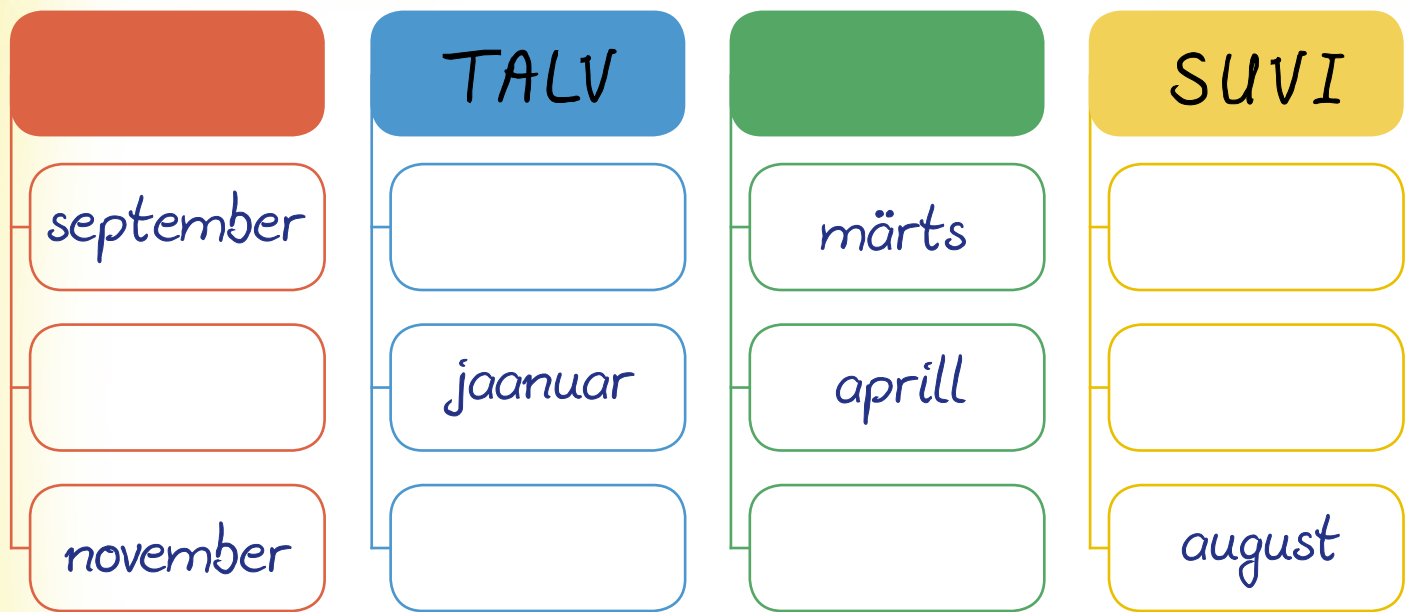 TALV
SUVI
september
märts
jaanuar
aprill
november
august